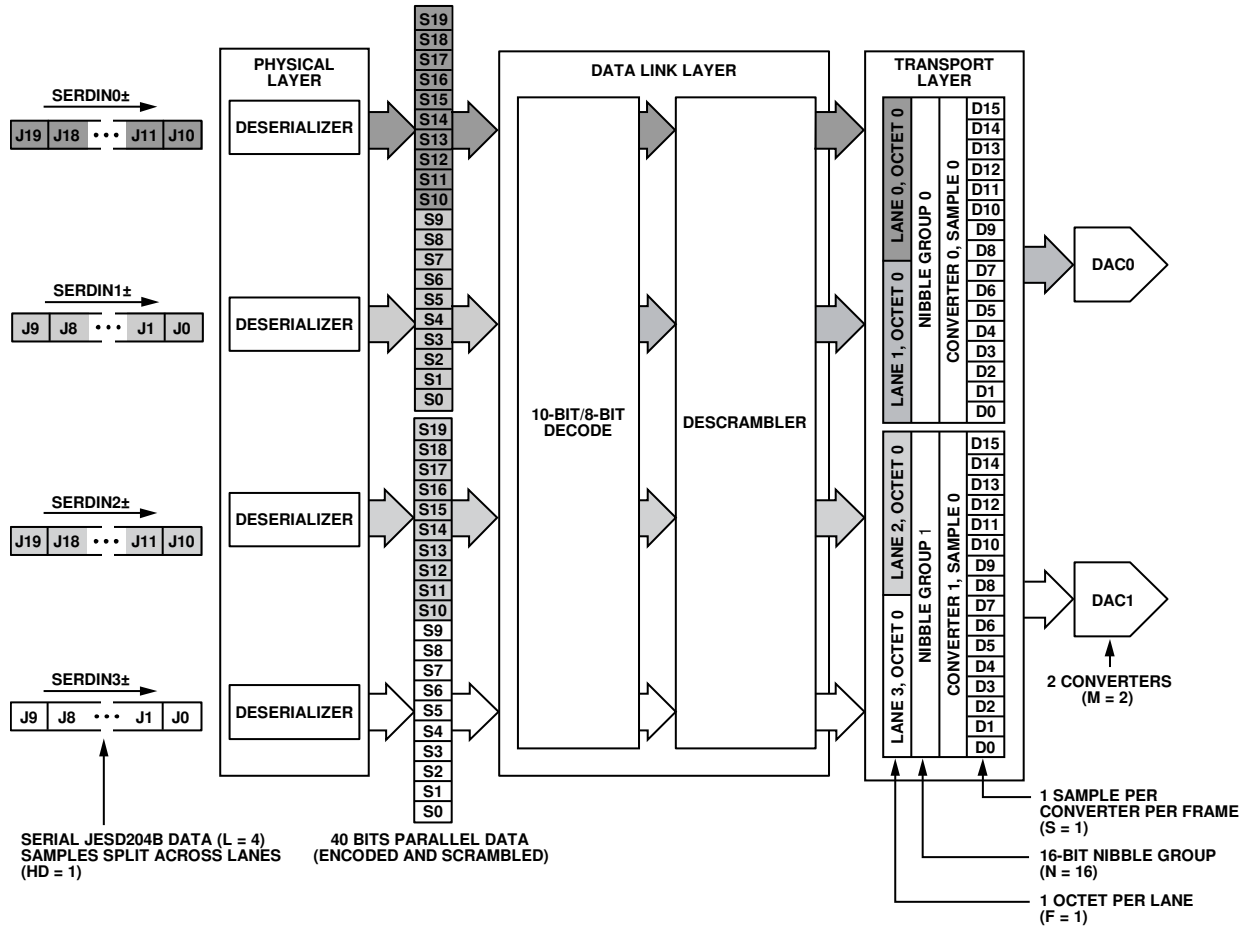 SERDIN0±
J19 J18 ••• J11 J10
SERDIN1±
J9 J8 ••• J1 J0
SERDIN2±
J19 J18 ••• J11 J10
SERDIN3±
J9 J8 ••• J1 J0
SERIAL JESD204B DATA (L = 4)
SAMPLES SPLIT ACROSS LANES
(HD = 1)
PHYSICAL
LAYER
DESERIALIZER
DESERIALIZER
DESERIALIZER
DESERIALIZER
S19
S18
S17
S16
S15
S14
S13
S12
S11
S10
S9
S8
S7
S6
S5
S4
S3
S2
S1
S0
S19
S18
S17
S16
S15
S14
S13
S12
S11
S10
S9
S8
S7
S6
S5
S4
S3
S2
S1
S0
40 BITS PARALLEL DATA
(ENCODED AND SCRAMBLED)
DATA LINK LAYER
10-BIT/8-BIT
DECODE
DESCRAMBLER
TRANSPORT
LAYER
LANE 0, OCTET 0
LANE 1, OCTET 0
NIBBLE GROUP 0
CONVERTER 0, SAMPLE 0
D15
D14
D13
D12
D11
D10
D9
D8
D7
D6
D5
D4
D3
D2
D1
D0
LANE 2, OCTET 0
LANE 3, OCTET 0
NIBBLE GROUP 1
CONVERTER 1, SAMPLE 0
D15
D14
D13
D12
D11
D10
D9
D8
D7
D6
D5
D4
D3
D2
D1
D0
DAC0
DAC1
2 CONVERTERS
(M = 2)
1 SAMPLE PER
CONVERTER PER FRAME
(S = 1)
16-BIT NIBBLE GROUP
(N = 16)
1 OCTET PER LANE
(F = 1)